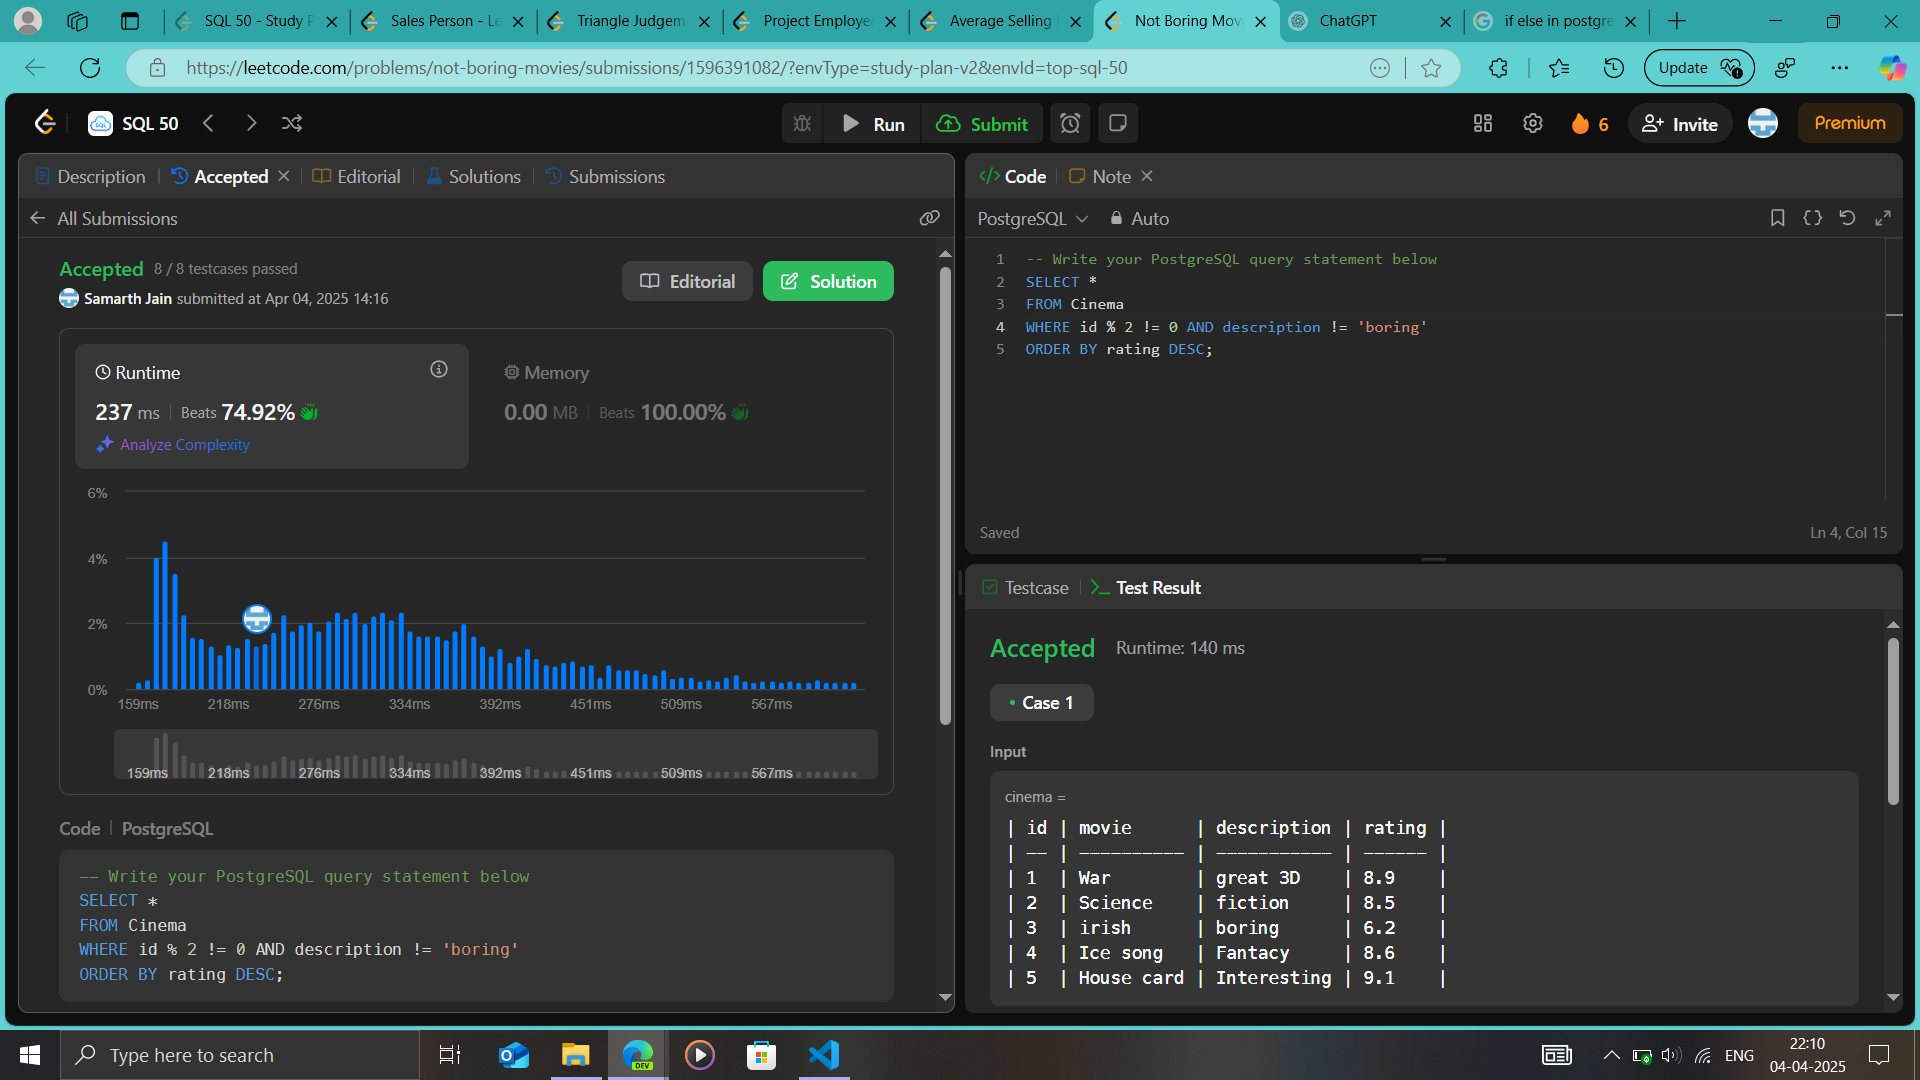 SQL 50 - Study P
Sales Person - Le
Triangle Judgem
Project Employee
Average Selling
Not Boring Movi
ChatGPT
if else in postgre
https://leetcode.com/problems/not-boring-movies/submissions/1596391082/?envType=study-plan-v2&envId=top-sql-50
Update
SQL 50
Run
Submit
6
Invite
Premium
Description
Accepted
Editorial
Solutions
Submissions
All Submissions
Accepted 8 / 8 testcases passed
Samarth Jain submitted at Apr 04, 2025 14:16
Editorial
Solution
Runtime
237 ms Beats 74.92%
Analyze Complexity
Memory
0.00 MB Beats 100.00%
6%
4%
2%
0%
159ms 218ms 276ms 334ms 392ms 451ms 509ms 567ms
159ms 218ms 276ms 334ms 392ms 451ms 509ms 567ms
Code | PostgreSQL
-- Write your PostgreSQL query statement below
SELECT *
FROM Cinema
WHERE id % 2 != 0 AND description != 'boring'
ORDER BY rating DESC;
</> Code
Note
PostgreSQL
Auto
1 -- Write your PostgreSQL query statement below
2 SELECT *
3 FROM Cinema
4 WHERE id % 2 != 0 AND description != 'boring'
5 ORDER BY rating DESC;
Saved
Ln 4, Col 15
Testcase
Test Result
Accepted Runtime: 140 ms
Case 1
Input
cinema =
| id | movie | description | rating |
| -- | ---------- | ----------- | ------ |
| 1 | War | great 3D | 8.9 |
| 2 | Science | fiction | 8.5 |
| 3 | irish | boring | 6.2 |
| 4 | Ice song | Fantacy | 8.6 |
| 5 | House card | Interesting | 9.1 |
Type here to search
DEV
ENG
22:10
04-04-2025